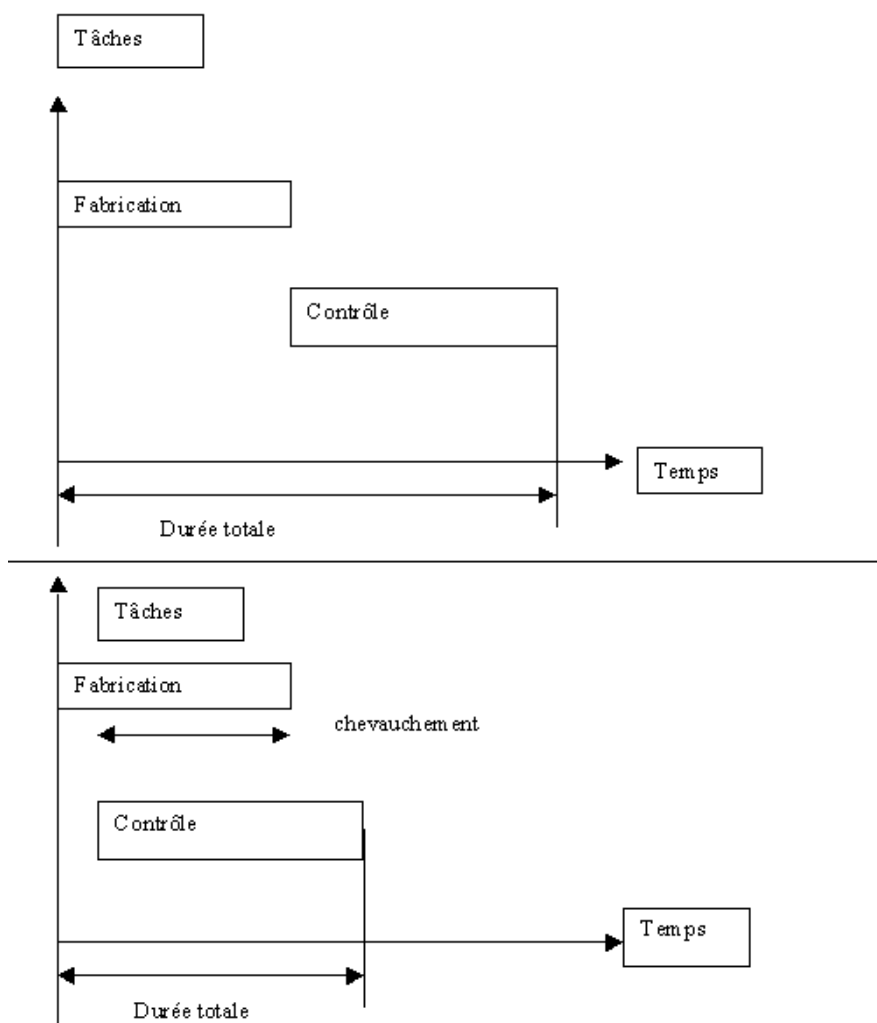 Tâches
Fabrication
Contrôle
Temps
Durée totale
Tâches
Fabrication
chevauchement
Contrôle
Temps
Durée totale